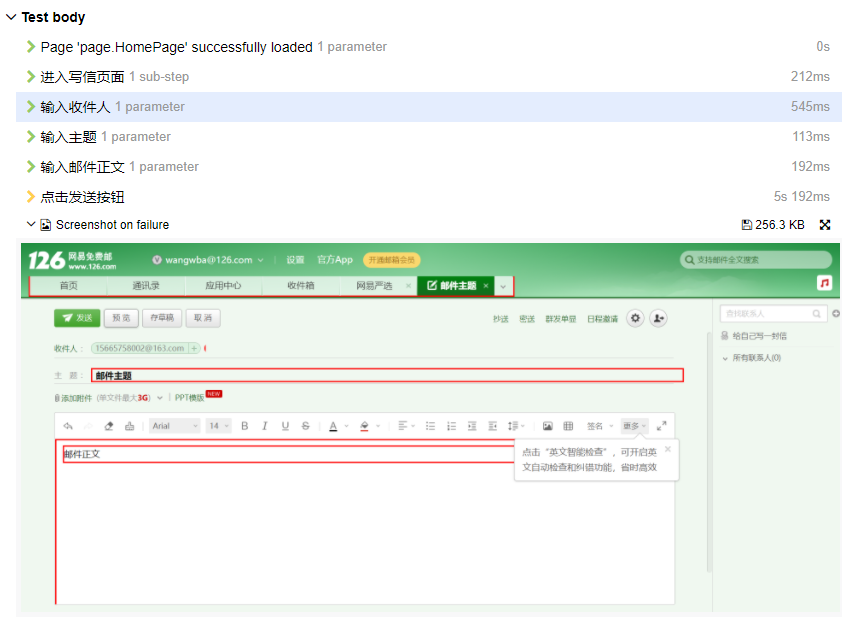 Test body
Page 'page.HomePage' successfully loaded 1 parameter 0s
进入写信页面 1 sub-step 212ms
输入收件人 1 parameter 545ms
输入主题 1 parameter 113ms
输入邮件正文 1 parameter 192ms
点击发送按钮 5s 192ms
Screenshot on failure 256.3 KB
126 网易免费邮 www.126.com wangwba@126.com 设置 官方App 开通邮箱会员 支持邮件全文搜索
首页 通讯录 应用中心 收件箱 网易严选 × 邮件主题 ×
发送 预览 存草稿 取消 抄送 密送 群发单显 日程邀请 查找联系人
收件人： 15665758002@163.com + 给自己写一封信
主 题： 邮件主题 所有联系人(0)
添加附件 (单文件最大3G) | PPT模版 NEW
Arial 14 B I U S A 签名 更多
邮件正文
点击“英文智能检查”，可开启英
文自动检查和纠错功能，省时高效